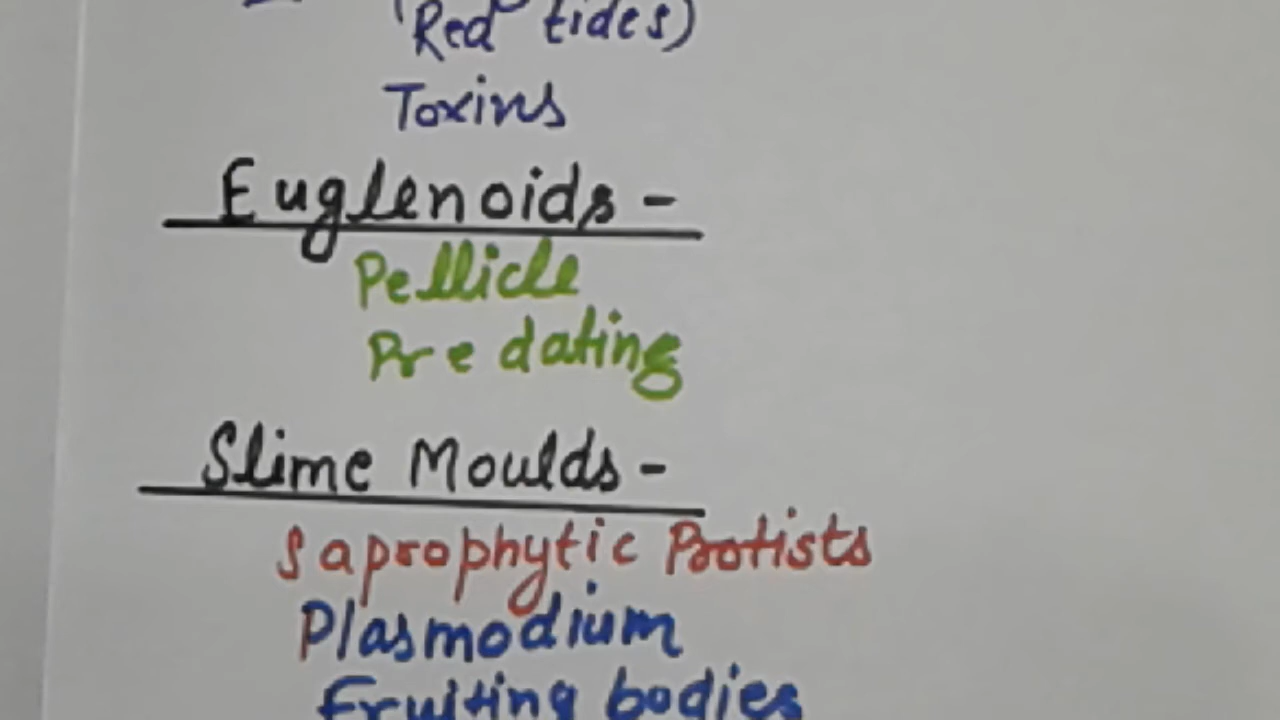 (Red tides)
Toxins
Euglenoids -
Pellicle
Predating
Slime Moulds -
Saprophytic Protists
Plasmodium
Fruiting bodies